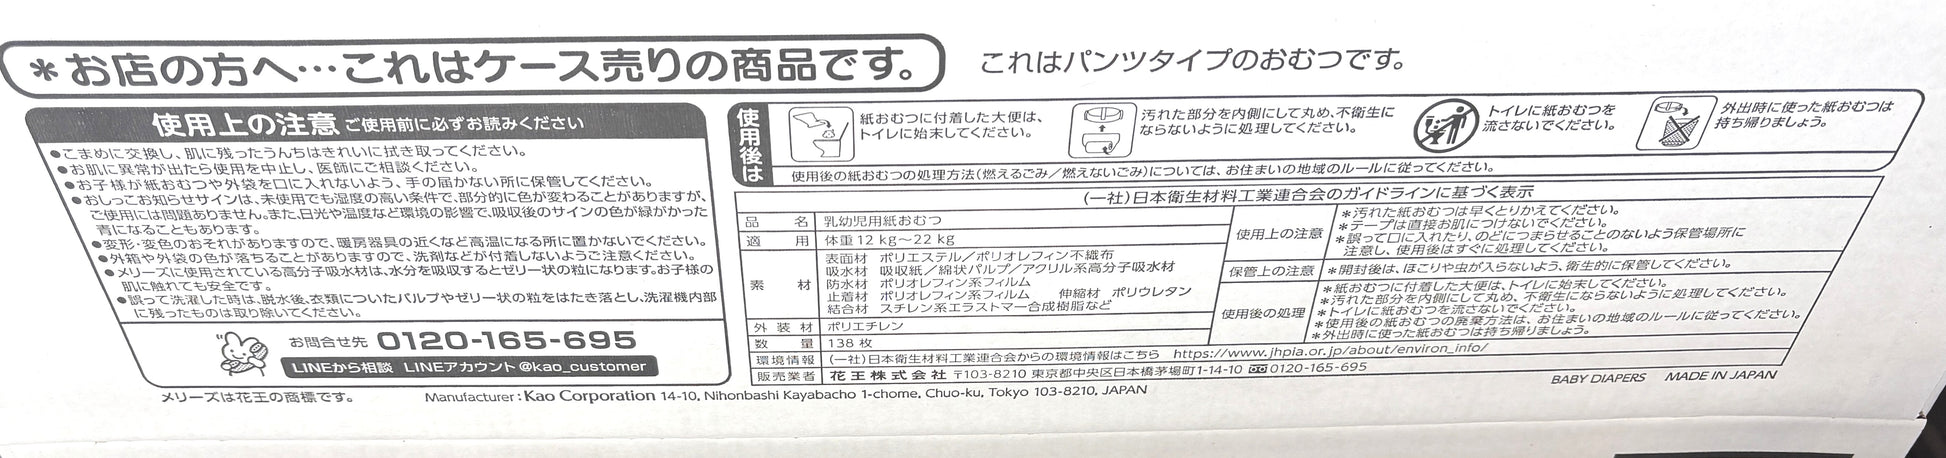 ＊お店の方へ…これはケース売りの商品です。
これはパンツタイプのおむつです。
使用上の注意 ご使用前に必ずお読みください
●こまめに交換し、肌に残ったうんちはきれいに拭き取ってください。
●お肌に異常が出たら使用を中止し、医師にご相談ください。
●お子様が紙おむつや外袋を口に入れないよう、手の届かない所に保管してください。
●おしっこお知らせサインは、未使用でも湿度の高い条件で、部分的に色が変わることがありますが、
ご使用には問題ありません。また、日光や温度など環境の影響で、吸収後のサインの色が緑がかった
青になることもあります。
●変形・変色のおそれがありますので、暖房器具の近くなど高温になる所に置かないでください。
●外箱や外袋の色が落ちることがありますので、洗剤などが付着しないようご注意ください。
●メリーズに使用されている高分子吸水材は、水分を吸収するとゼリー状の粒になります。お子様の
肌に触れても安全です。
●誤って洗濯した時は、脱水後、衣類についたパルプやゼリー状の粒をはたき落とし、洗濯機内部
に残ったものは取り除いてください。
お問合せ先 0120-165-695
LINEから相談 LINEアカウント@kao_customer
メリーズは花王の商標です。
使用後は
紙おむつに付着した大便は、
トイレに始末してください。
汚れた部分を内側にして丸め、不衛生に
ならないように処理してください。
トイレに紙おむつを
流さないでください。
外出時に使った紙おむつは
持ち帰りましょう。
使用後の紙おむつの処理方法(燃えるごみ／燃えないごみ)については、お住まいの地域のルールに従ってください。
(一社)日本衛生材料工業連合会のガイドラインに基づく表示
品名 乳幼児用紙おむつ
適用 体重12 kg～22 kg
素材 表面材 ポリエステル／ポリオレフィン不織布
吸水材 吸収紙／綿状パルプ／アクリル系高分子吸水材
防水材 ポリオレフィン系フィルム
止着材 ポリオレフィン系フィルム 伸縮材 ポリウレタン
結合材 スチレン系エラストマー合成樹脂など
外装材 ポリエチレン
数量 138 枚
使用上の注意 ＊汚れた紙おむつは早くとりかえてください。
＊テープは直接お肌につけないでください。
＊誤って口に入れたり、のどにつまらせることのないよう保管場所に
注意し、使用後はすぐに処理してください。
保管上の注意 ＊開封後は、ほこりや虫が入らないよう、衛生的に保管してください。
使用後の処理 ＊紙おむつに付着した大便は、トイレに始末してください。
＊汚れた部分を内側にして丸め、不衛生にならないように処理してください。
＊トイレに紙おむつを流さないでください。
＊使用後の紙おむつの廃棄方法は、お住まいの地域のルールに従ってください。
＊外出時に使った紙おむつは持ち帰りましょう。
環境情報 (一社)日本衛生材料工業連合会からの環境情報はこちら https://www.jhpia.or.jp/about/environ_info/
販売業者 花王株式会社 〒103-8210 東京都中央区日本橋茅場町1-14-10 0120-165-695
Manufacturer : Kao Corporation 14-10, Nihonbashi Kayabacho 1-chome, Chuo-ku, Tokyo 103-8210, JAPAN
BABY DIAPERS MADE IN JAPAN